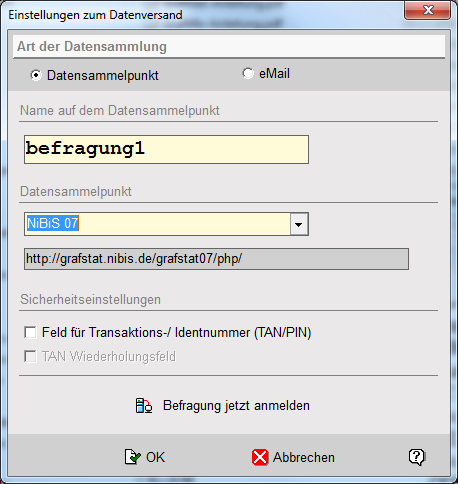 Einstellungen zum Datenversand
Art der Datensammlung
Datensammelpunkt
eMail
Name auf dem Datensammelpunkt
befragung1
Datensammelpunkt
NiBiS 07
http://grafstat.nibis.de/grafstat07/php/
Sicherheitseinstellungen
Feld für Transaktions-/ Identnummer (TAN/PIN)
TAN Wiederholungsfeld
Befragung jetzt anmelden
OK
Abbrechen